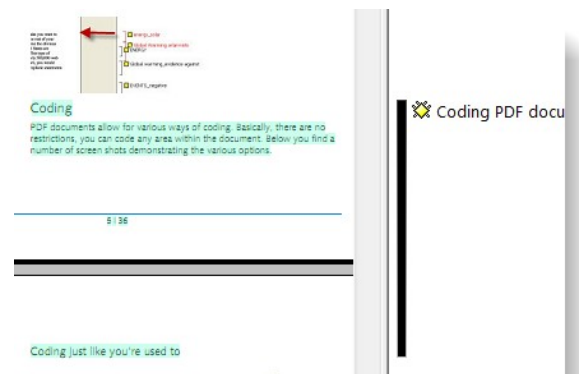 energy_solar
Global Warming alternatives
ENERGY
Global warming_evidence against
EVENTS_negative
Coding
PDF documents allow for various ways of coding. Basically, there are no
restrictions, you can code any area within the document. Below you find a
number of screen shots demonstrating the various options.
Coding PDF docu
9 | 36
Coding just like you're used to